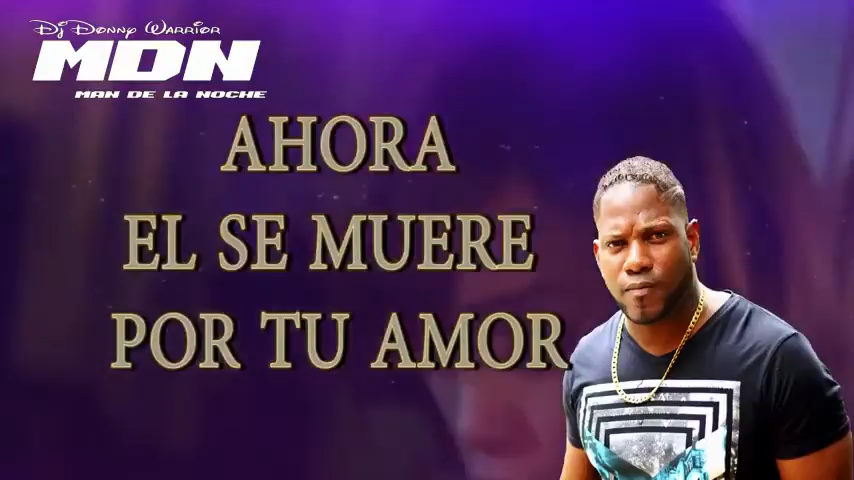 Dj Donny Warrior
MDN
MAN DE LA NOCHE
AHORA
EL SE MUERE
POR TU AMOR